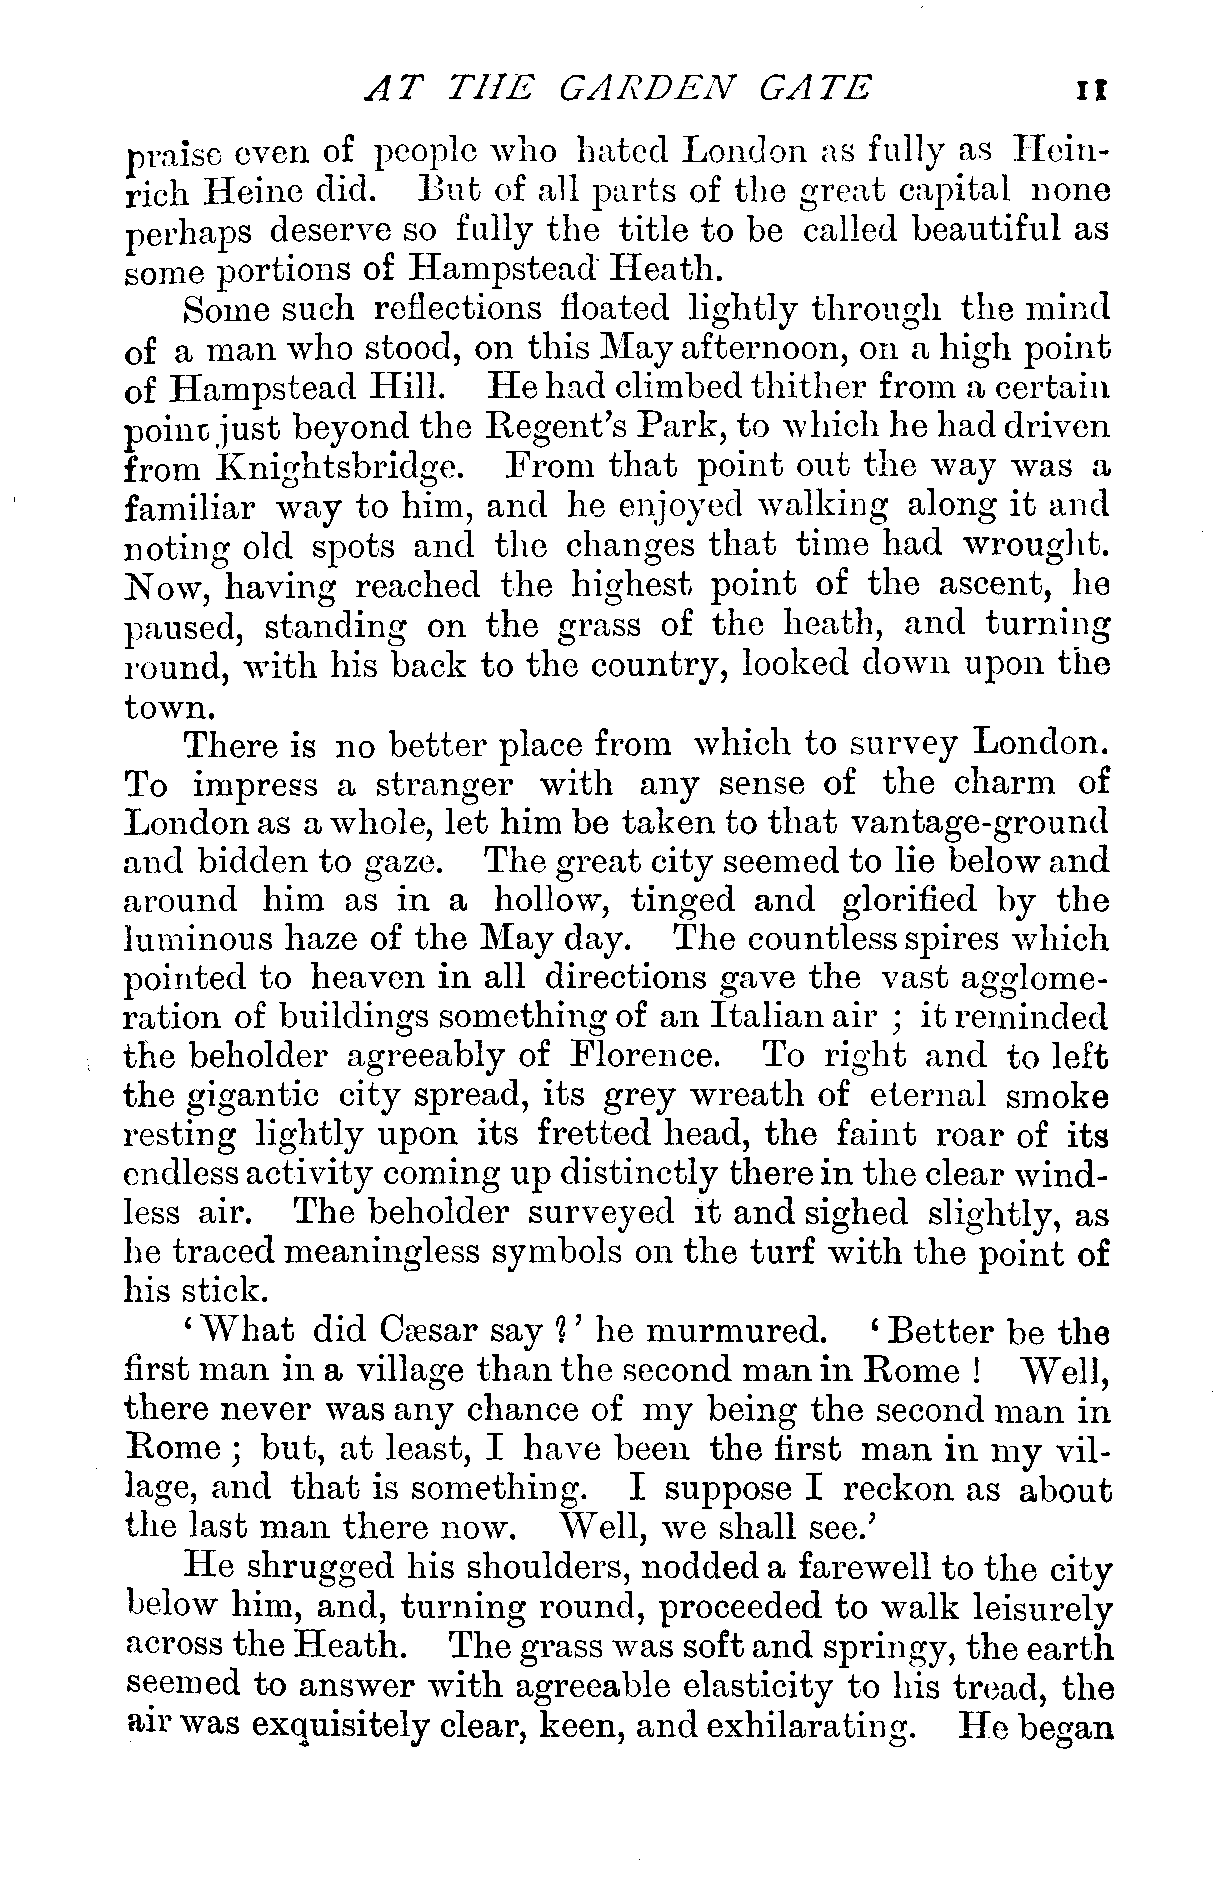 AT THE GARDEN GATE 11
praise even of people who hated London as fully as Hein-
rich Heine did. But of all parts of the great capital none
perhaps deserve so fully the title to be called beautiful as
some portions of Hampstead Heath.
Some such reflections floated lightly through the mind
of a man who stood, on this May afternoon, on a high point
of Hampstead Hill. He had climbed thither from a certain
point just beyond the Regent's Park, to which he had driven
from Knightsbridge. From that point out the way was a
familiar way to him, and he enjoyed walking along it and
noting old spots and the changes that time had wrought.
Now, having reached the highest point of the ascent, he
paused, standing on the grass of the heath, and turning
round, with his back to the country, looked down upon the
town.
There is no better place from which to survey London.
To impress a stranger with any sense of the charm of
London as a whole, let him be taken to that vantage-ground
and bidden to gaze. The great city seemed to lie below and
around him as in a hollow, tinged and glorified by the
luminous haze of the May day. The countless spires which
pointed to heaven in all directions gave the vast agglome-
ration of buildings something of an Italian air ; it reminded
the beholder agreeably of Florence. To right and to left
the gigantic city spread, its grey wreath of eternal smoke
resting lightly upon its fretted head, the faint roar of its
endless activity coming up distinctly there in the clear wind-
less air. The beholder surveyed it and sighed slightly, as
he traced meaningless symbols on the turf with the point of
his stick.
'What did Cæsar say ?' he murmured. 'Better be the
first man in a village than the second man in Rome ! Well,
there never was any chance of my being the second man in
Rome ; but, at least, I have been the first man in my vil-
lage, and that is something. I suppose I reckon as about
the last man there now. Well, we shall see.'
He shrugged his shoulders, nodded a farewell to the city
below him, and, turning round, proceeded to walk leisurely
across the Heath. The grass was soft and springy, the earth
seemed to answer with agreeable elasticity to his tread, the
air was exquisitely clear, keen, and exhilarating. He began